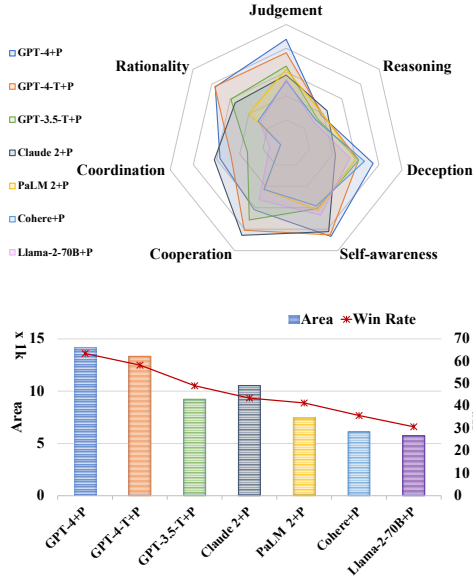 Judgement
GPT-4+P
GPT-4-T+P
GPT-3.5-T+P
Claude 2+P
PaLM 2+P
Cohere+P
Llama-2-70B+P
Rationality
Reasoning
Coordination
Deception
Cooperation
Self-awareness
Area
Win Rate
x 1k
Area
15
10
5
0
70
60
50
40
30
20
10
0
GPT-4+P
GPT-4-T+P
GPT-3.5-T+P
Claude 2+P
PaLM 2+P
Cohere+P
Llama-2-70B+P